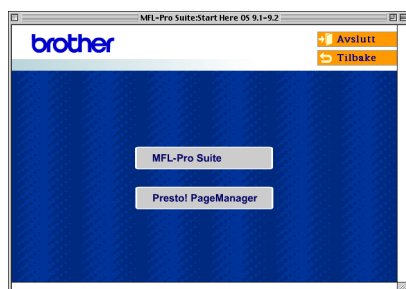 MFL-Pro Suite:Start Here OS 9.1-9.2
brother
Avslutt
Tilbake
MFL-Pro Suite
Presto! PageManager